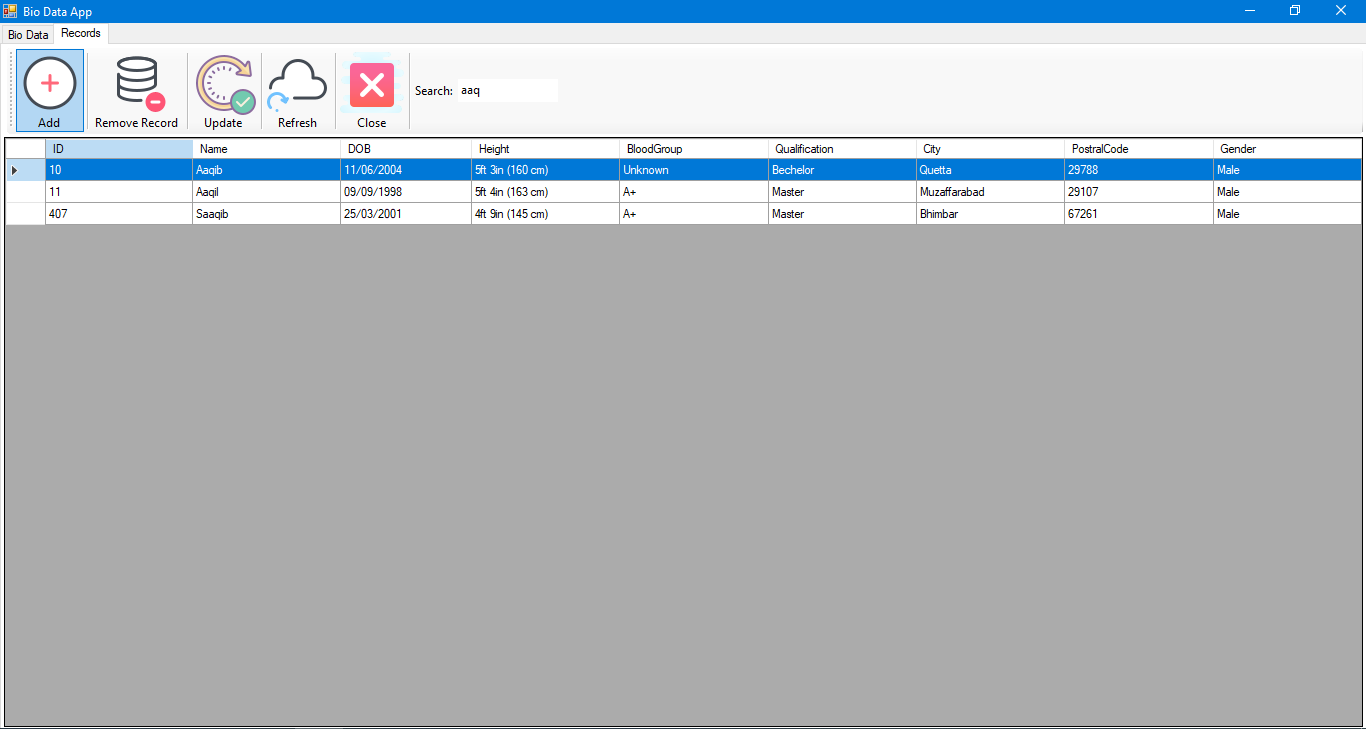 Bio Data App
Bio Data Records
Add Remove Record Update Refresh Close Search: aaq
ID Name DOB Height BloodGroup Qualification City PostralCode Gender
10 Aaqib 11/06/2004 5ft 3in (160 cm) Unknown Bechelor Quetta 29788 Male
11 Aaqil 09/09/1998 5ft 4in (163 cm) A+ Master Muzaffarabad 29107 Male
407 Saaqib 25/03/2001 4ft 9in (145 cm) A+ Master Bhimbar 67261 Male